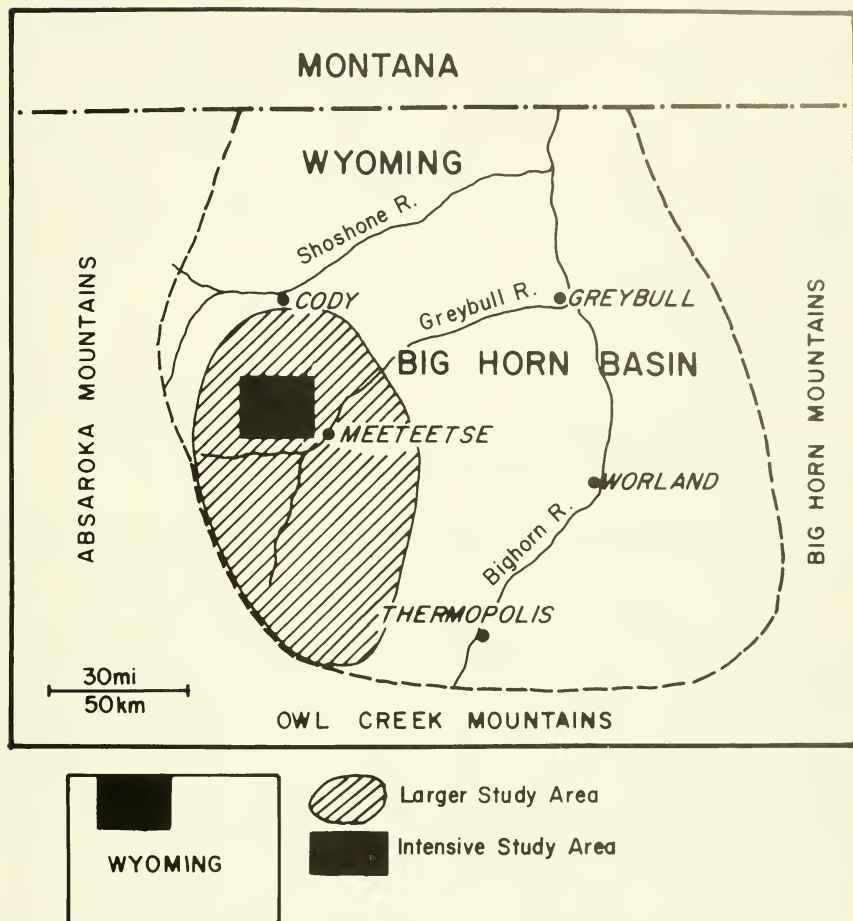 MONTANA
WYOMING
Shoshone R.
CODY
Greybull R.
GREYBULL
BIG HORN BASIN
ABSAROKA MOUNTAINS
BIG HORN MOUNTAINS
MEETEETSE
WORLAND
Bighorn R.
THERMOPOLIS
30mi
50km
OWL CREEK MOUNTAINS
WYOMING
Larger Study Area
Intensive Study Area